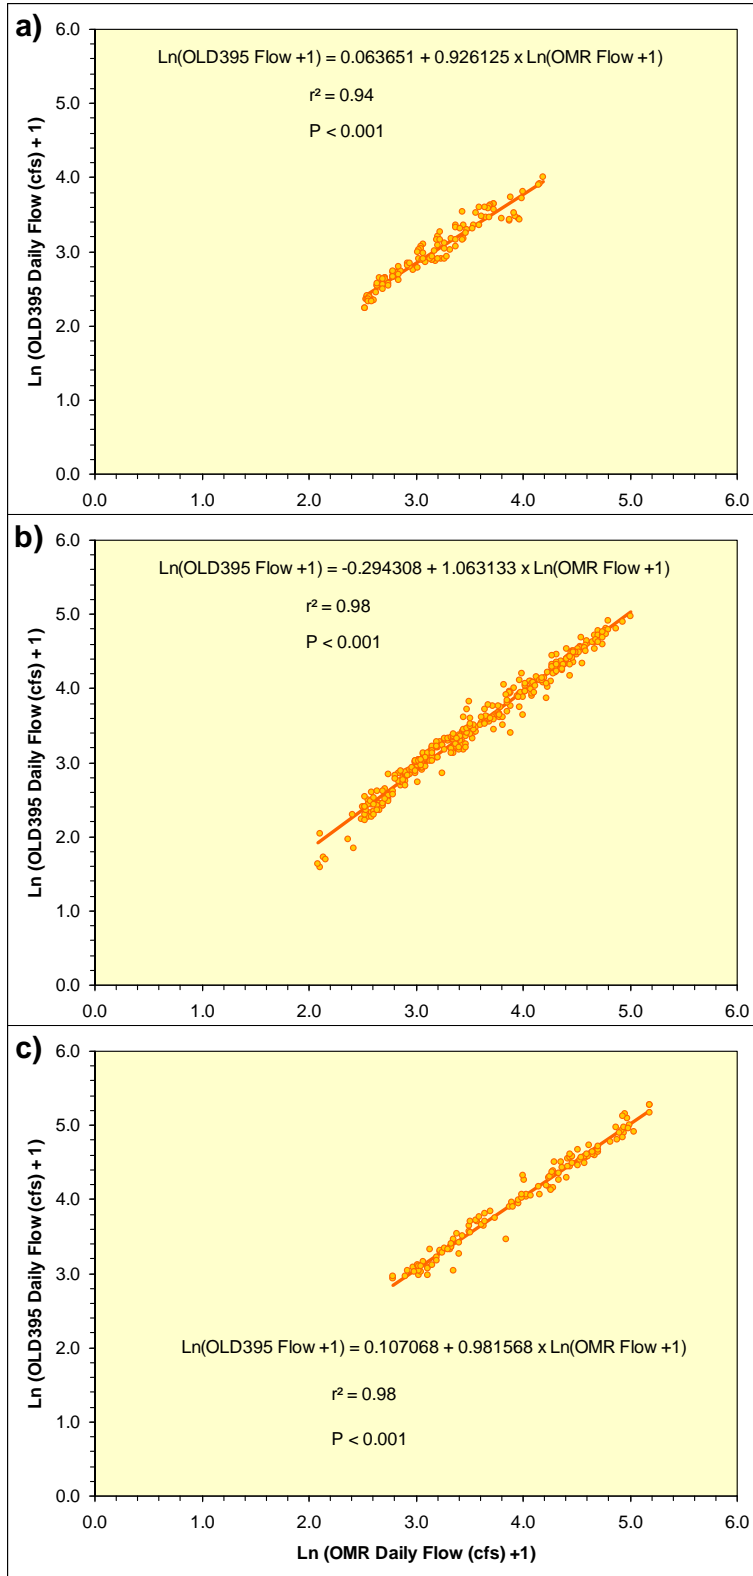 a)
6.0
Ln(OLD395 Flow +1) = 0.063651 + 0.926125 x Ln(OMR Flow +1)
r² = 0.94
P < 0.001
5.0
4.0
3.0
2.0
1.0
0.0
Ln (OLD395 Daily Flow (cfs) + 1)
0.0 1.0 2.0 3.0 4.0 5.0 6.0
b)
6.0
Ln(OLD395 Flow +1) = -0.294308 + 1.063133 x Ln(OMR Flow +1)
r² = 0.98
P < 0.001
5.0
4.0
3.0
2.0
1.0
0.0
Ln (OLD395 Daily Flow (cfs) + 1)
0.0 1.0 2.0 3.0 4.0 5.0 6.0
c)
6.0
5.0
4.0
3.0
2.0
1.0
0.0
Ln (OLD395 Daily Flow (cfs) + 1)
Ln(OLD395 Flow +1) = 0.107068 + 0.981568 x Ln(OMR Flow +1)
r² = 0.98
P < 0.001
0.0 1.0 2.0 3.0 4.0 5.0 6.0
Ln (OMR Daily Flow (cfs) +1)